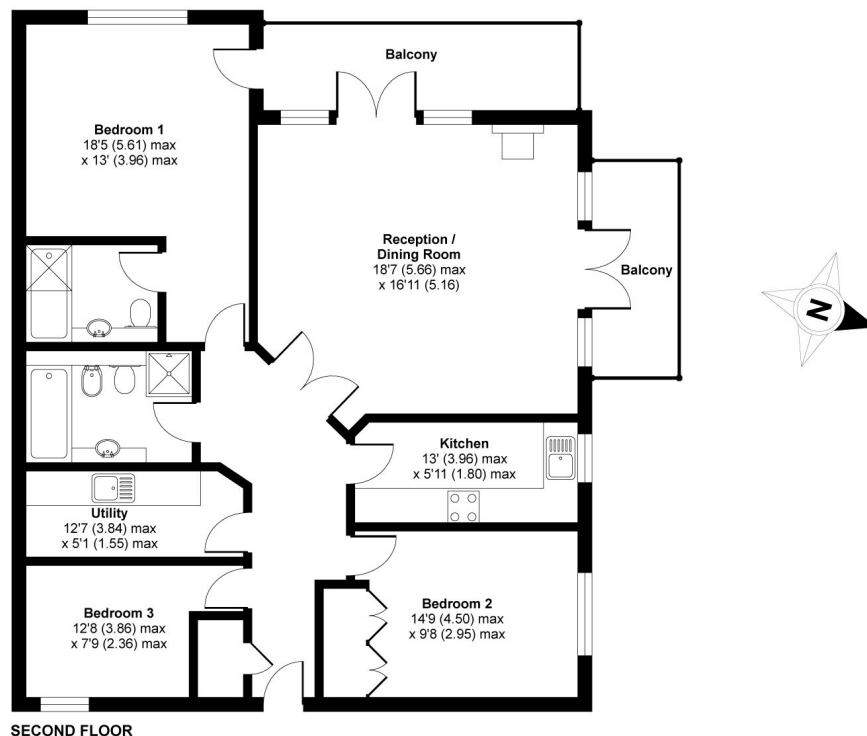 Balcony
Bedroom 1
18'5 (5.61) max
x 13' (3.96) max
Reception /
Dining Room
18'7 (5.66) max
x 16'11 (5.16)
Balcony
N
Kitchen
13' (3.96) max
x 5'11 (1.80) max
Utility
12'7 (3.84) max
x 5'1 (1.55) max
Bedroom 3
12'8 (3.86) max
x 7'9 (2.36) max
Bedroom 2
14'9 (4.50) max
x 9'8 (2.95) max
SECOND FLOOR